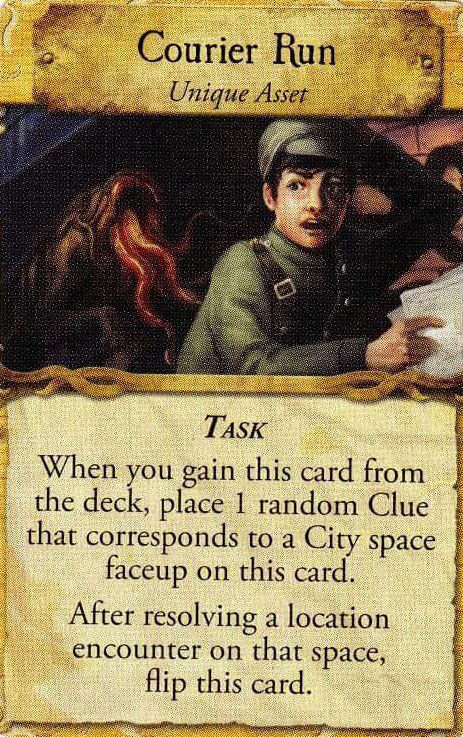 Courier Run
Unique Asset
TASK
When you gain this card from
the deck, place 1 random Clue
that corresponds to a City space
faceup on this card.
After resolving a location
encounter on that space,
flip this card.